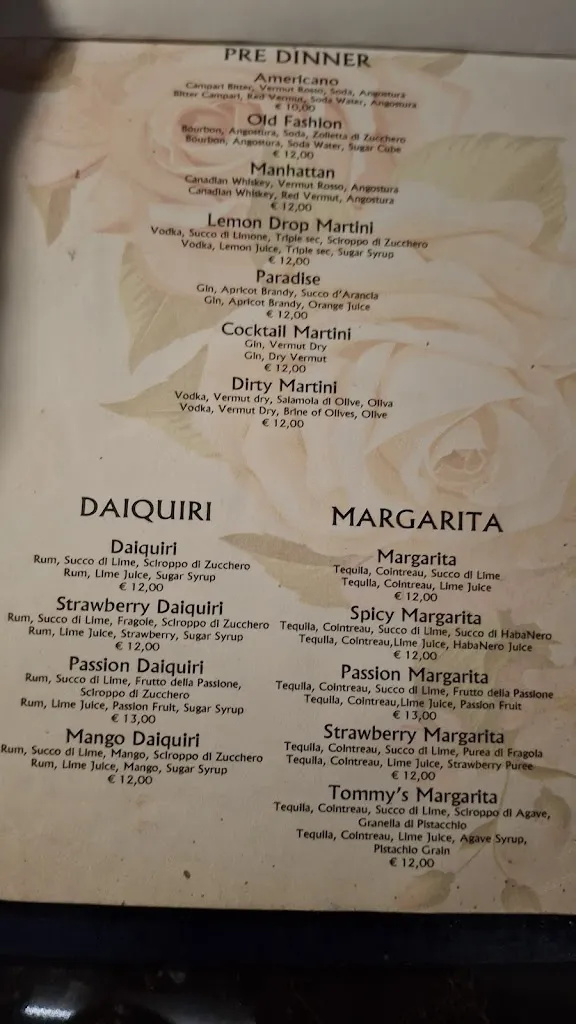 PRE DINNER
Americano
Campari Bitter, Vermut Rosso, Soda, Angostura
Bitter Campari, Red Vermut, Soda Water, Angostura
€ 10,00
Old Fashion
Bourbon, Angostura, Soda, Zolletta di Zucchero
Bourbon, Angostura, Soda Water, Sugar Cube
€ 12,00
Manhattan
Canadian Whiskey, Vermut Rosso, Angostura
Canadian Whiskey, Red Vermut, Angostura
€ 12,00
Lemon Drop Martini
Vodka, Succo di Limone, Triple sec, Sciroppo di Zucchero
Vodka, Lemon Juice, Triple sec, Sugar Syrup
€ 12,00
Paradise
Gin, Apricot Brandy, Succo d'Arancia
Gin, Apricot Brandy, Orange Juice
€ 12,00
Cocktail Martini
Gin, Vermut Dry
Gin, Dry Vermut
€ 12,00
Dirty Martini
Vodka, Vermut dry, Salamoia di Olive, Oliva
Vodka, Vermut Dry, Brine of Olives, Olive
€ 12,00
DAIQUIRI
Daiquiri
Rum, Succo di Lime, Sciroppo di Zucchero
Rum, Lime Juice, Sugar Syrup
€ 12,00
Strawberry Daiquiri
Rum, Succo di Lime, Fragole, Sciroppo di Zucchero
Rum, Lime Juice, Strawberry, Sugar Syrup
€ 12,00
Passion Daiquiri
Rum, Succo di Lime, Frutto della Passione,
Sciroppo di Zucchero
Rum, Lime Juice, Passion Fruit, Sugar Syrup
€ 13,00
Mango Daiquiri
Rum, Succo di Lime, Mango, Sciroppo di Zucchero
Rum, Lime Juice, Mango, Sugar Syrup
€ 12,00
MARGARITA
Margarita
Tequila, Cointreau, Succo di Lime
Tequila, Cointreau, Lime Juice
€ 12,00
Spicy Margarita
Tequila, Cointreau, Succo di Lime, Succo di HabaNero
Tequila, Cointreau,Lime Juice, HabaNero Juice
€ 12,00
Passion Margarita
Tequila, Cointreau, Succo di Lime, Frutto della Passione
Tequila, Cointreau,Lime Juice, Passion Fruit
€ 13,00
Strawberry Margarita
Tequila, Cointreau, Succo di Lime, Purea di Fragola
Tequila, Cointreau, Lime Juice, Strawberry Puree
€ 12,00
Tommy's Margarita
Tequila, Cointreau, Succo di Lime, Sciroppo di Agave,
Granella di Pistacchio
Tequila, Cointreau, Lime Juice, Agave Syrup,
Pistachio Grain
€ 12,00